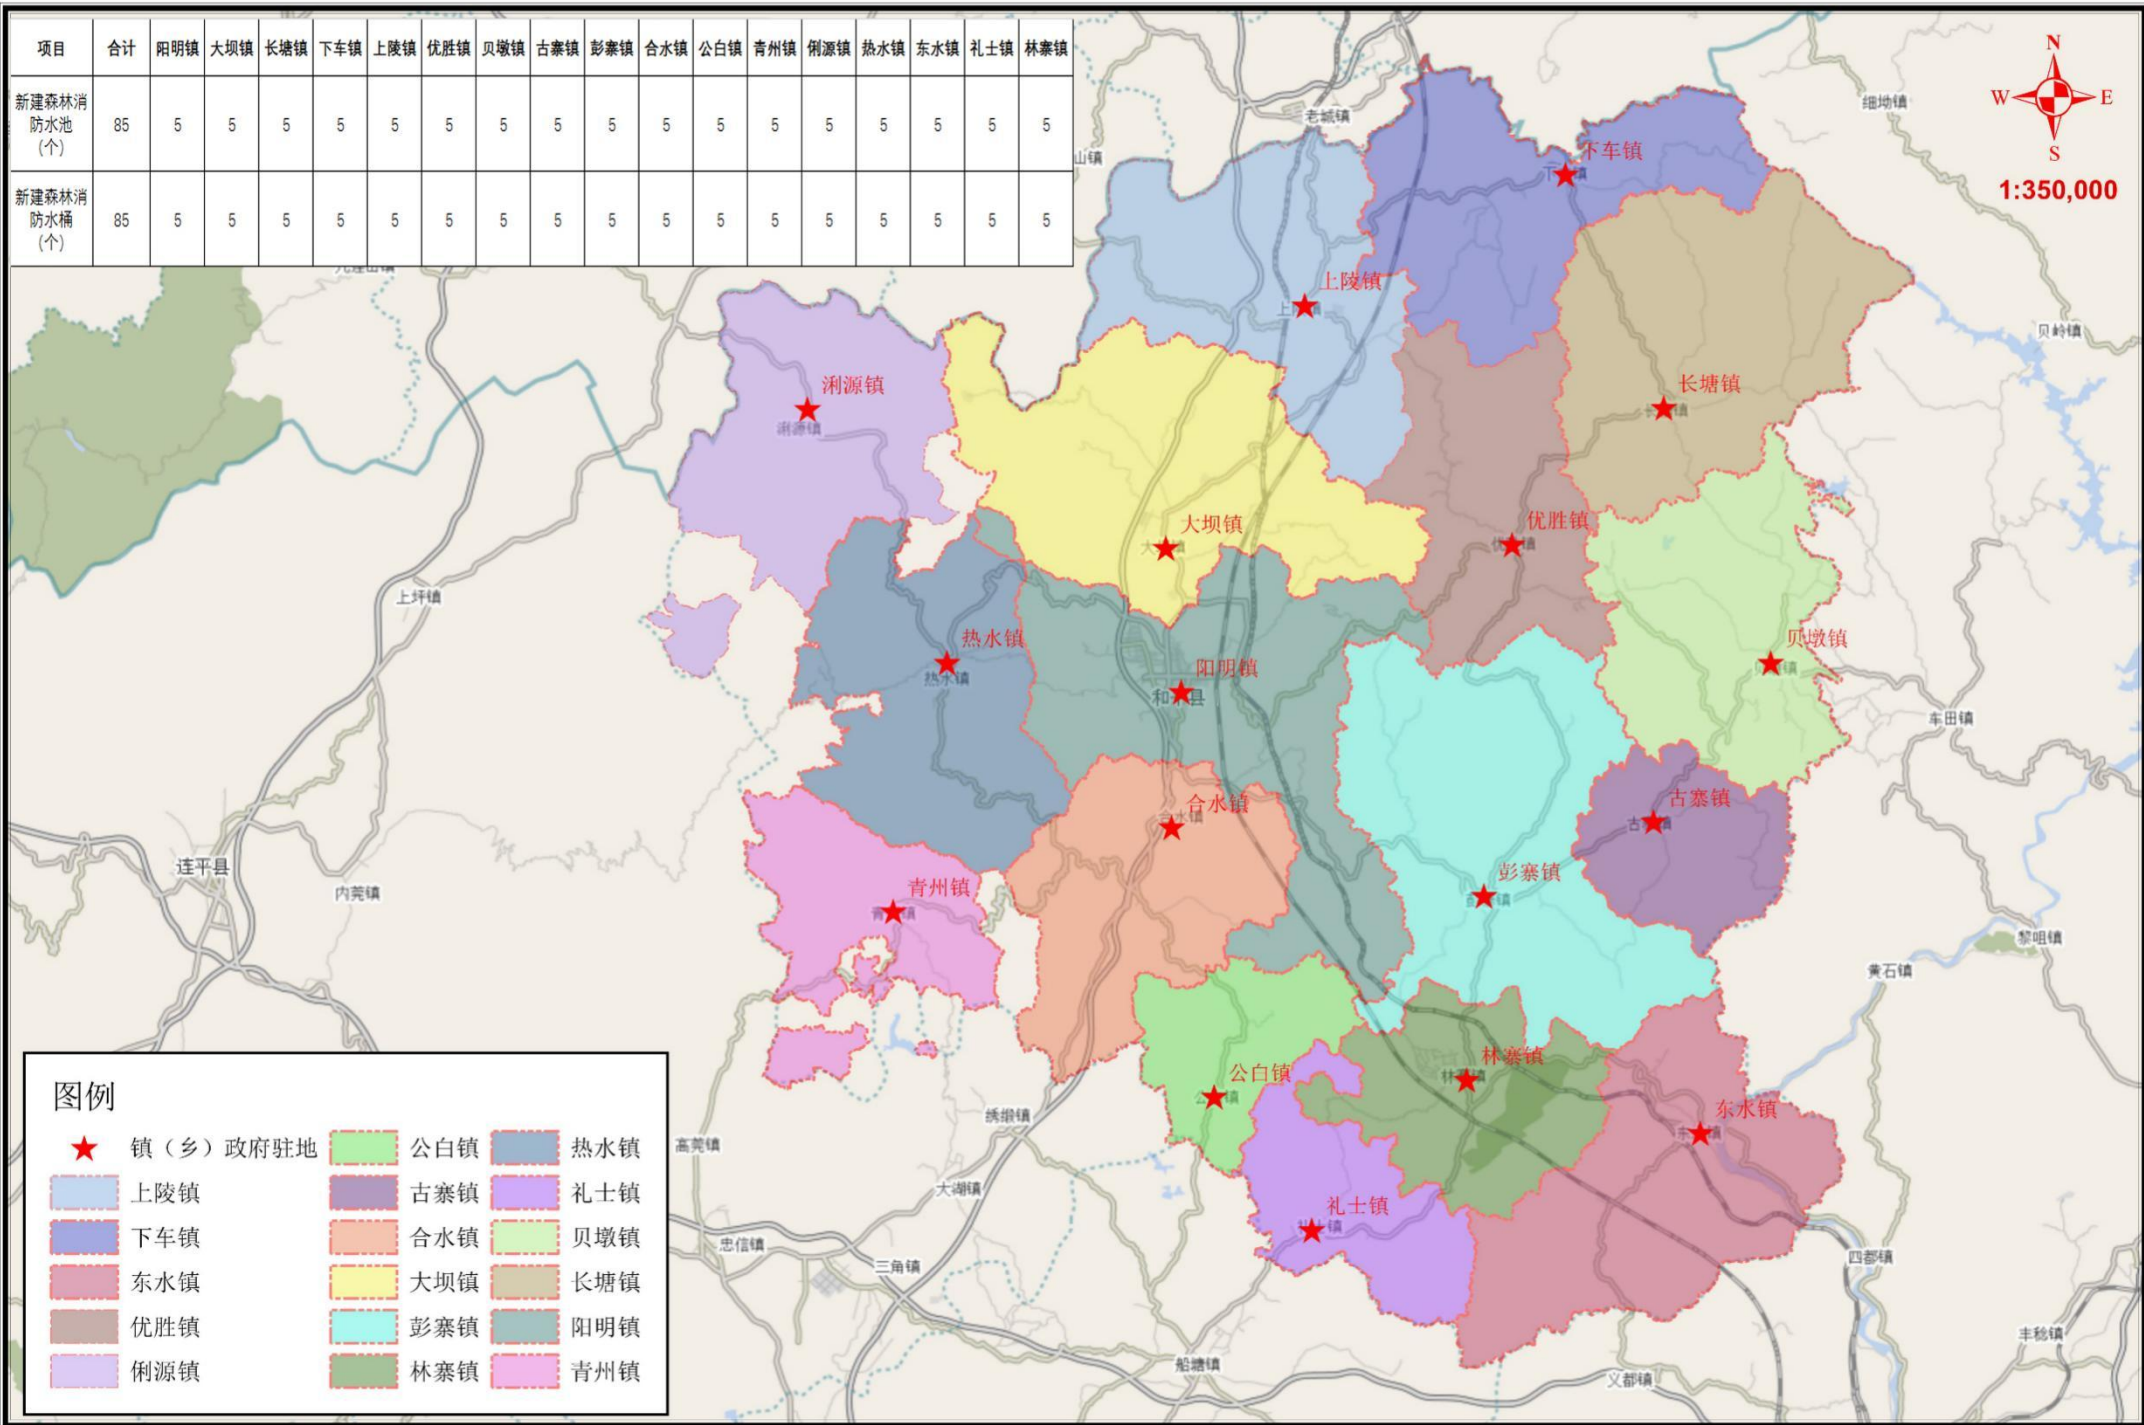 项目 合计 阳明镇 大坝镇 长塘镇 下车镇 上陵镇 优胜镇 贝墩镇 古寨镇 彭寨镇 合水镇 公白镇 青州镇 俐源镇 热水镇 东水镇 礼士镇 林寨镇
新建森林消
防水池
(个)
85 5 5 5 5 5 5 5 5 5 5 5 5 5 5 5 5 5
新建森林消
防水桶
(个)
85 5 5 5 5 5 5 5 5 5 5 5 5 5 5 5 5 5
N
W E
S
1:350,000
细坳镇
老城镇
山镇
下车镇
上陵镇
贝岭镇
浰源镇
浰源镇
长塘镇
大坝镇
优胜镇
上坪镇
热水镇
热水镇
阳明镇
贝墩镇
车田镇
合水镇
合水镇
古寨镇
连平县
内莞镇
青州镇
彭寨镇
黎咀镇
黄石镇
公白镇
林寨镇
东水镇
绣缎镇
高莞镇
大湖镇
礼士镇
忠信镇
三角镇
四都镇
船塘镇
义都镇
丰稔镇
图例
镇（乡）政府驻地 公白镇 热水镇
上陵镇 古寨镇 礼士镇
下车镇 合水镇 贝墩镇
东水镇 大坝镇 长塘镇
优胜镇 彭寨镇 阳明镇
俐源镇 林寨镇 青州镇